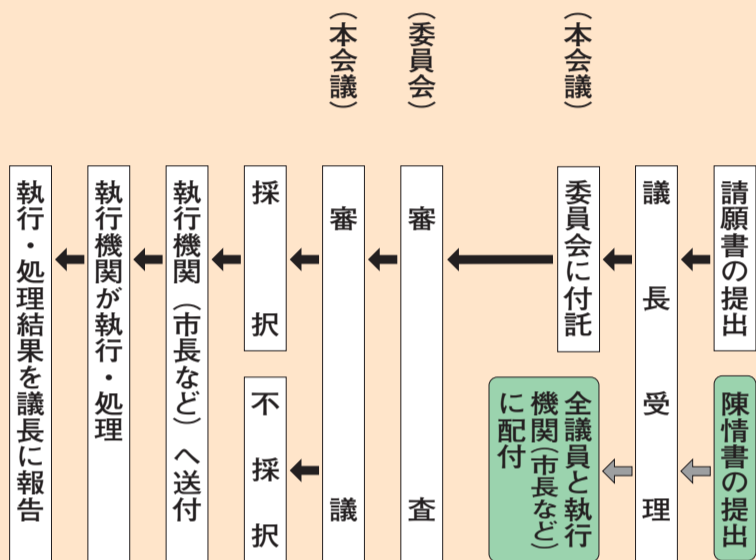 請願書の提出
陳情書の提出
議長受理
（本会議）
委員会に付託
全議員と執行
機関（市長など）
に配付
（委員会）
審査
（本会議）
審議
採択
不採択
執行機関（市長など）へ送付
執行機関が執行・処理
執行・処理結果を議長に報告